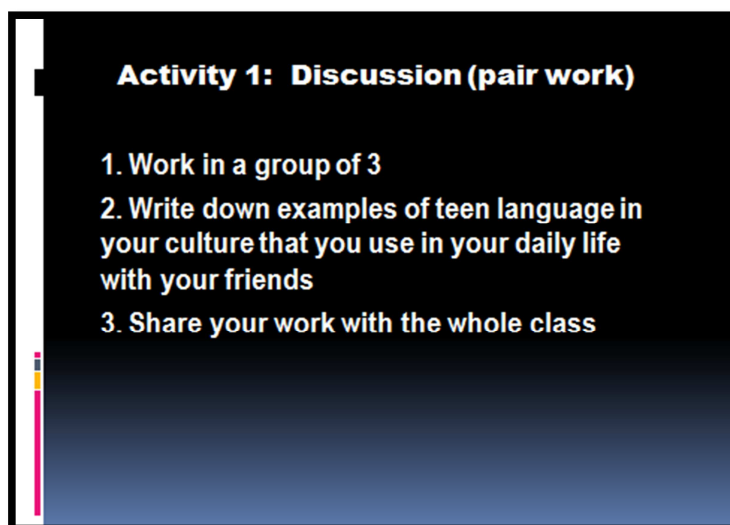 Activity 1: Discussion (pair work)
1. Work in a group of 3
2. Write down examples of teen language in
your culture that you use in your daily life
with your friends
3. Share your work with the whole class